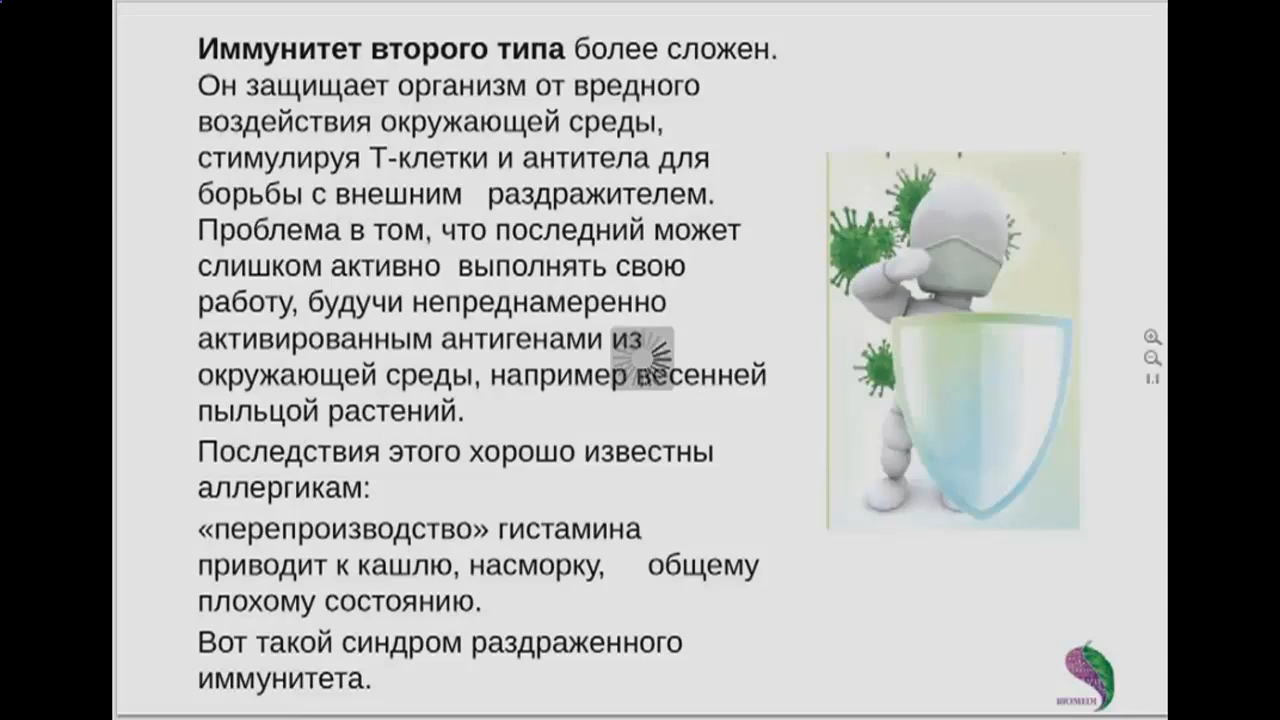 Иммунитет второго типа более сложен.
Он защищает организм от вредного
воздействия окружающей среды,
стимулируя Т-клетки и антитела для
борьбы с внешним раздражителем.
Проблема в том, что последний может
слишком активно выполнять свою
работу, будучи непреднамеренно
активированным антигенами из
окружающей среды, например весенней
пыльцой растений.
Последствия этого хорошо известны
аллергикам:
«перепроизводство» гистамина
приводит к кашлю, насморку, общему
плохому состоянию.
Вот такой синдром раздраженного
иммунитета.